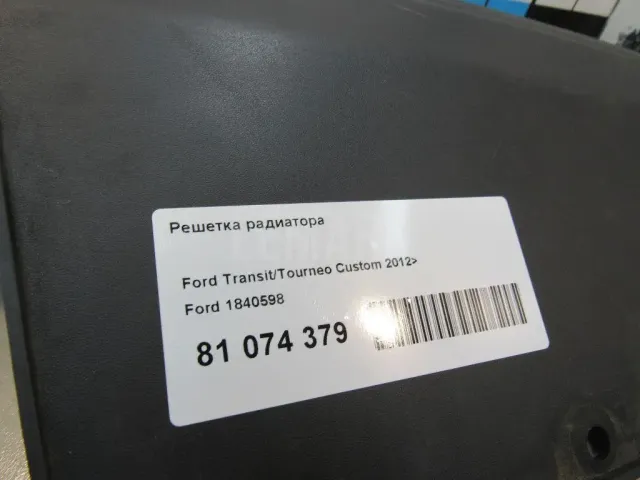 Решетка радиатора
Ford Transit/Tourneo Custom 2012>
Ford 1840598
81 074 379